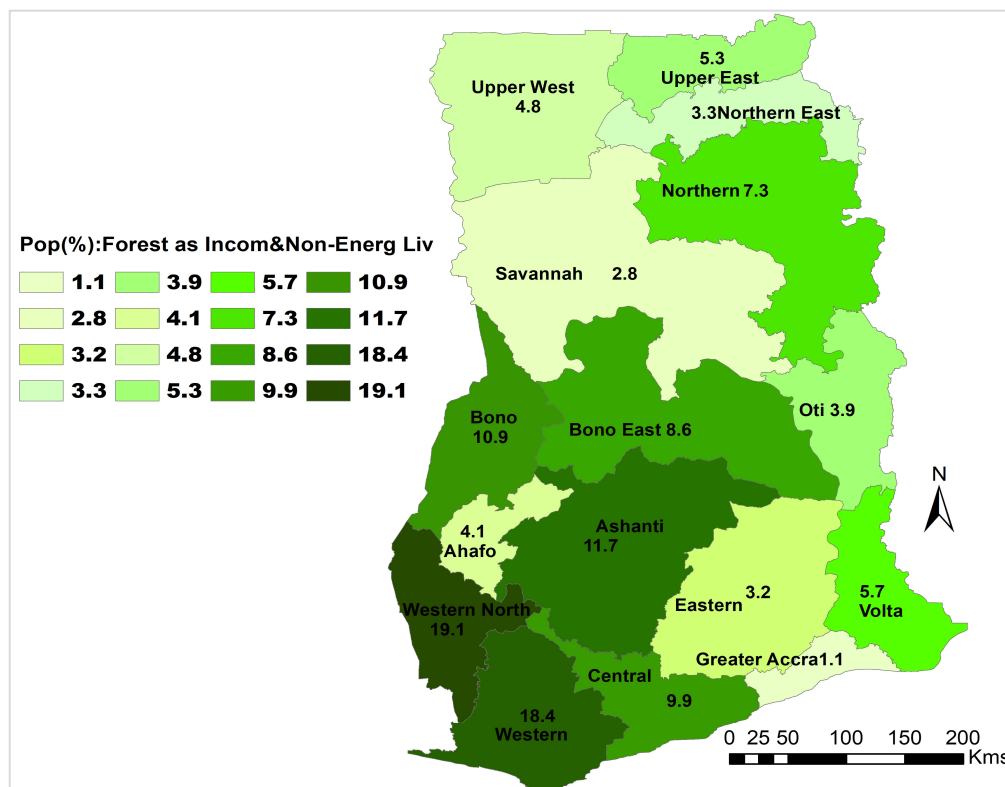 5.3
Upper East
Upper West
4.8
3.3Northern East
Northern 7.3
Pop(%):Forest as Incom&Non-Energ Liv
1.1 3.9 5.7 10.9
2.8 4.1 7.3 11.7
3.2 4.8 8.6 18.4
3.3 5.3 9.9 19.1
Savannah 2.8
Oti 3.9
Bono
10.9
Bono East 8.6
N
4.1
Ahafo
Ashanti
11.7
3.2
Eastern
5.7
Volta
Western North
19.1
Greater Accra1.1
Central
9.9
18.4
Western
0 25 50 100 150 200
Kms